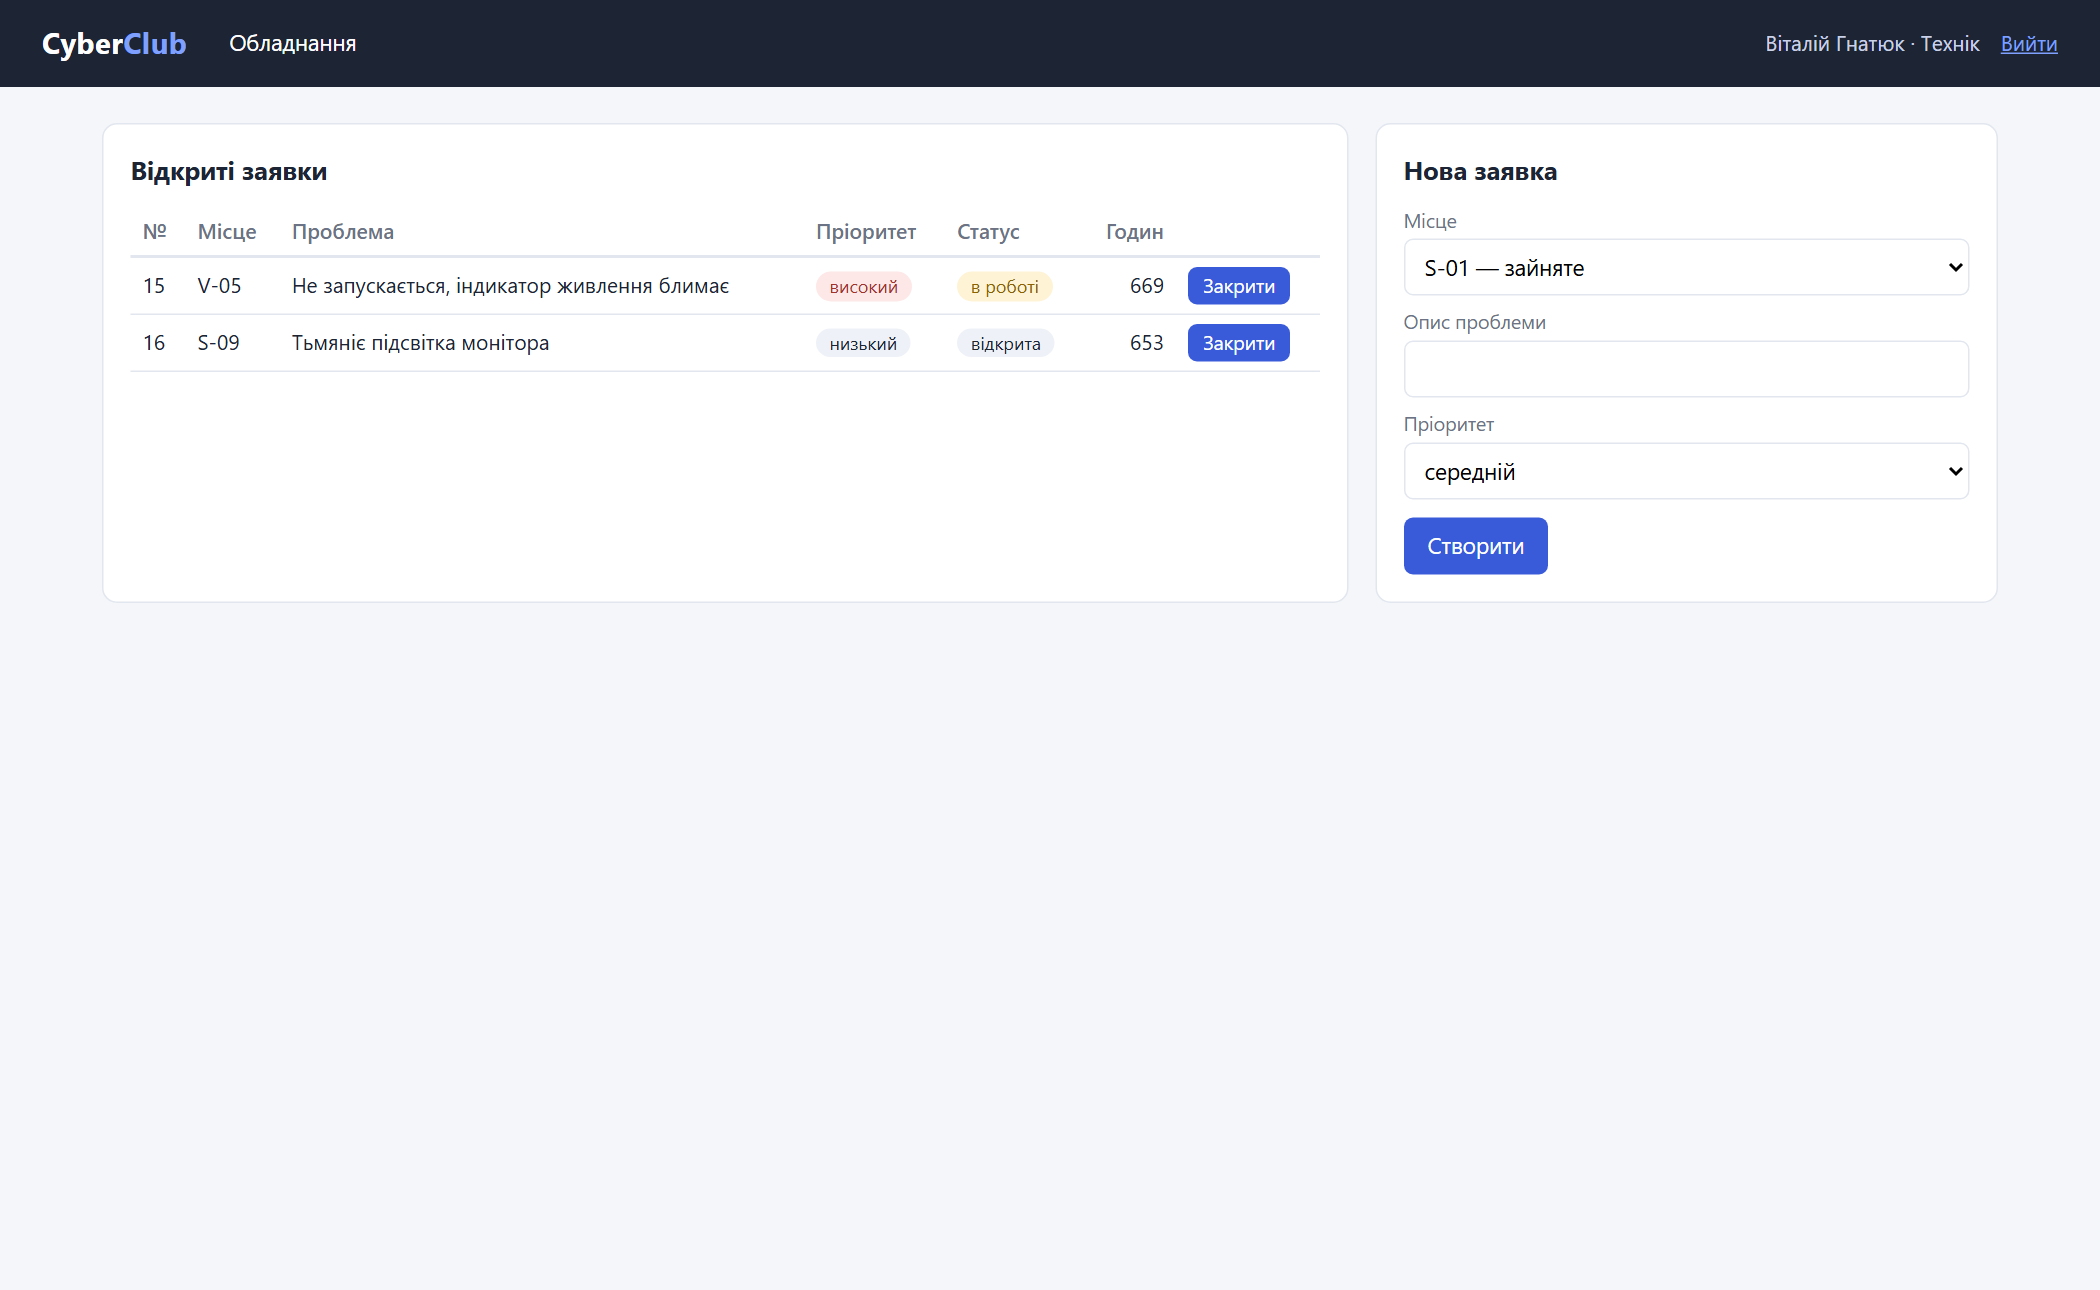 CyberClub Обладнання Віталій Гнатюк · Технік Вийти
Відкриті заявки
№ Місце Проблема Пріоритет Статус Годин
15 V-05 Не запускається, індикатор живлення блимає високий в роботі 669 Закрити
16 S-09 Тьмяніє підсвітка монітора низький відкрита 653 Закрити
Нова заявка
Місце
S-01 — зайняте
Опис проблеми
Пріоритет
середній
Створити